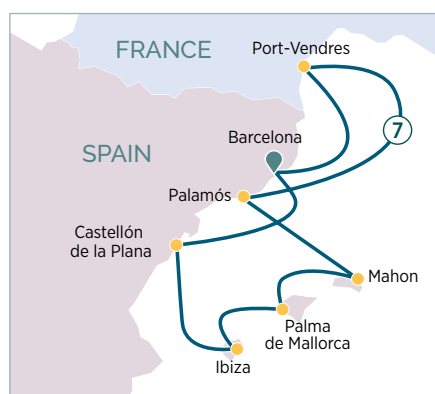 FRANCE
Port-Vendres
7
SPAIN
Barcelona
Palamós
Castellón
de la Plana
Mahon
Palma
de Mallorca
Ibiza